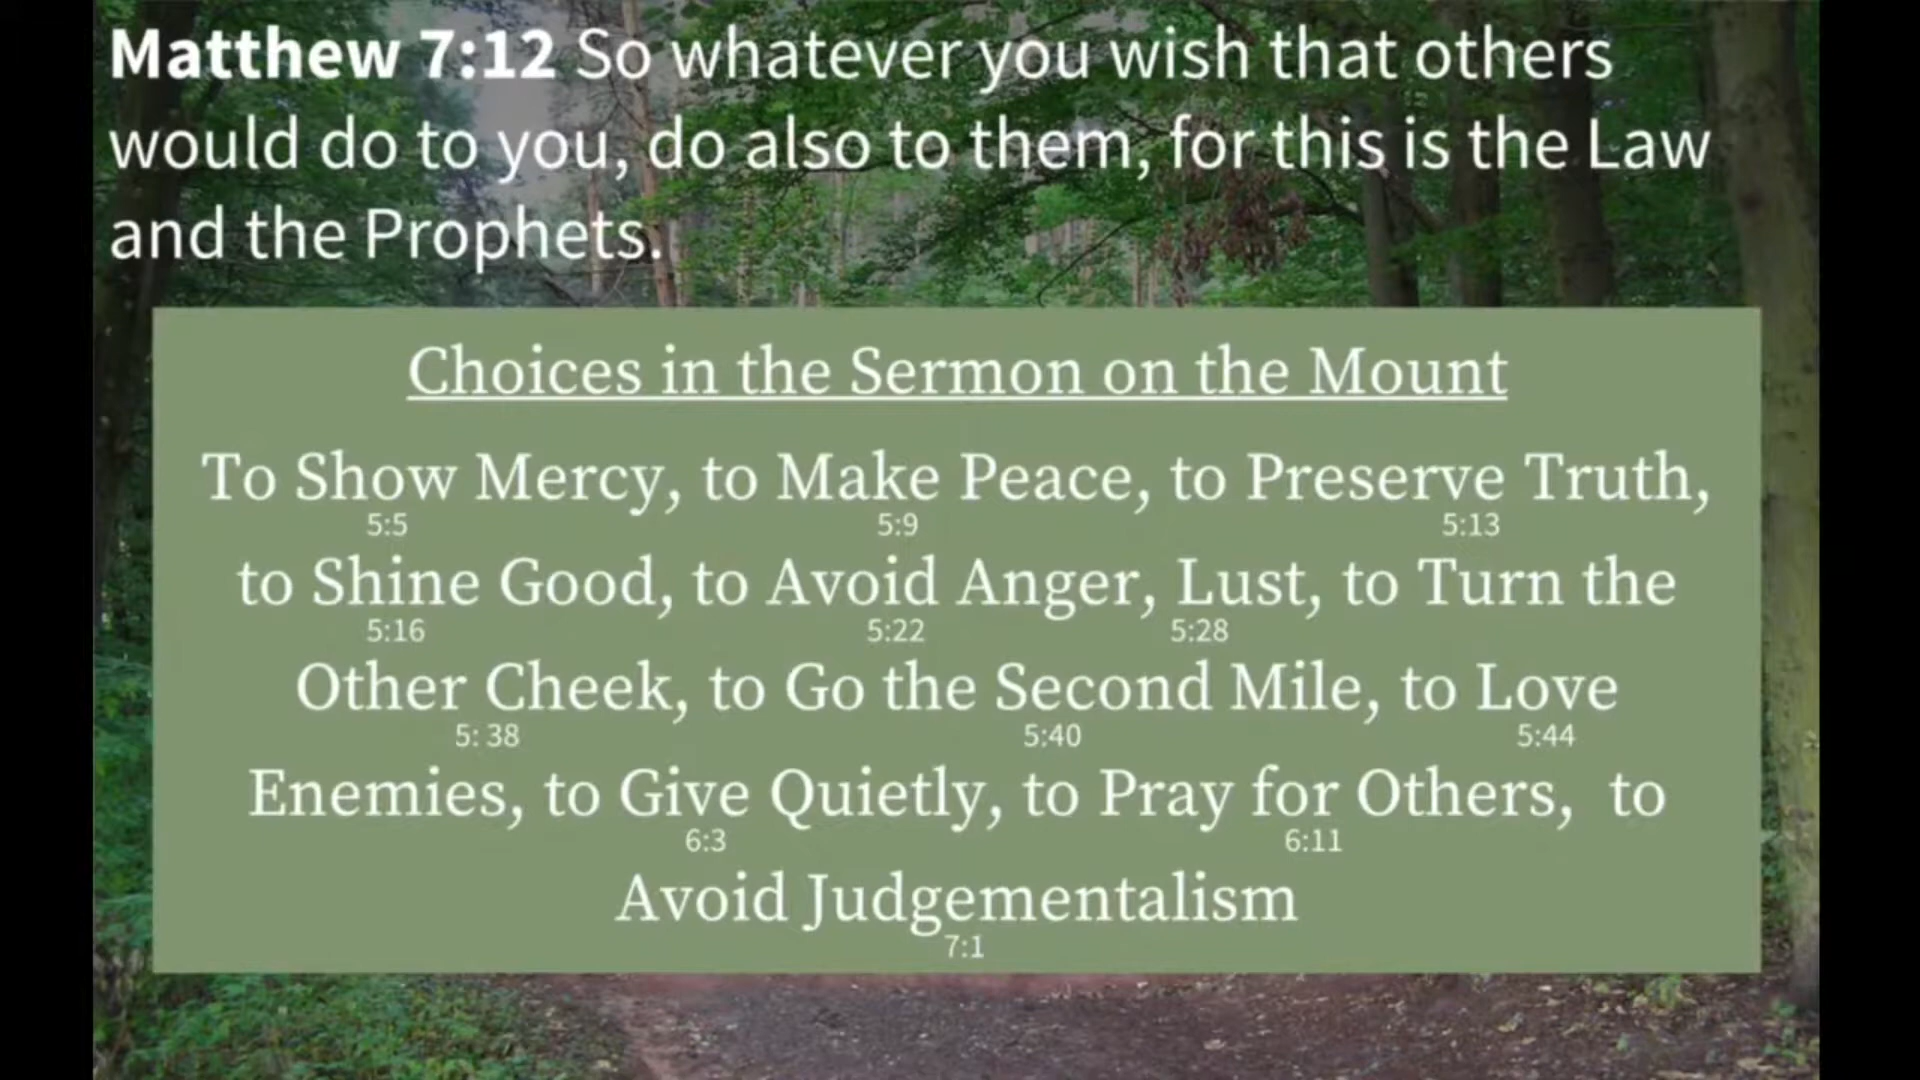 Matthew 7:12 So whatever you wish that others
would do to you, do also to them, for this is the Law
and the Prophets.
Choices in the Sermon on the Mount
To Show Mercy, to Make Peace, to Preserve Truth,
5:5 5:9 5:13
to Shine Good, to Avoid Anger, Lust, to Turn the
5:16 5:22 5:28
Other Cheek, to Go the Second Mile, to Love
5: 38 5:40 5:44
Enemies, to Give Quietly, to Pray for Others, to
6:3 6:11
Avoid Judgementalism
7:1